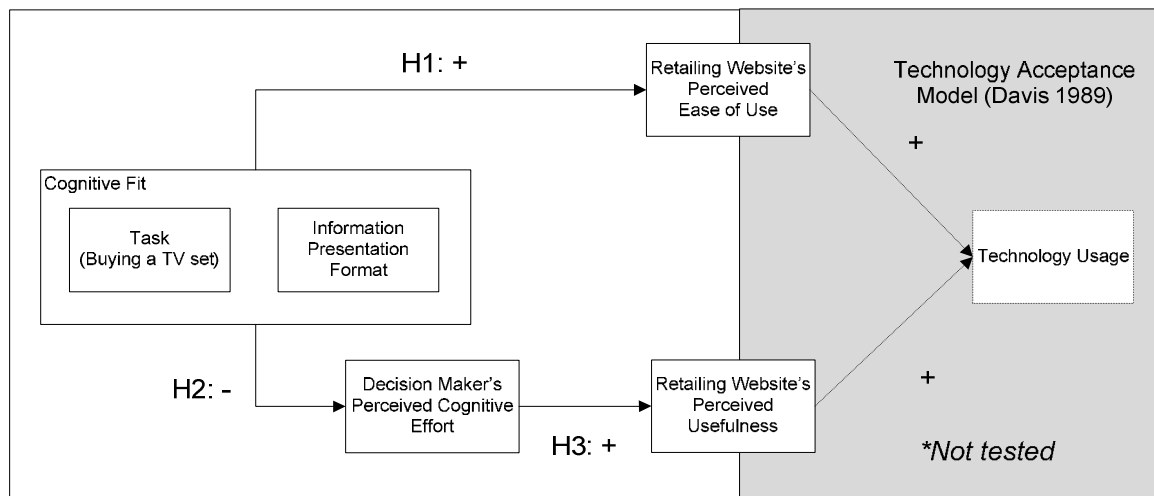 H1: +
Retailing Website's
Perceived
Ease of Use
Technology Acceptance
Model (Davis 1989)
+
Cognitive Fit
Task
(Buying a TV set)
Information
Presentation
Format
Technology Usage
H2: -
Decision Maker's
Perceived Cognitive
Effort
H3: +
Retailing Website's
Perceived
Usefulness
+
*Not tested